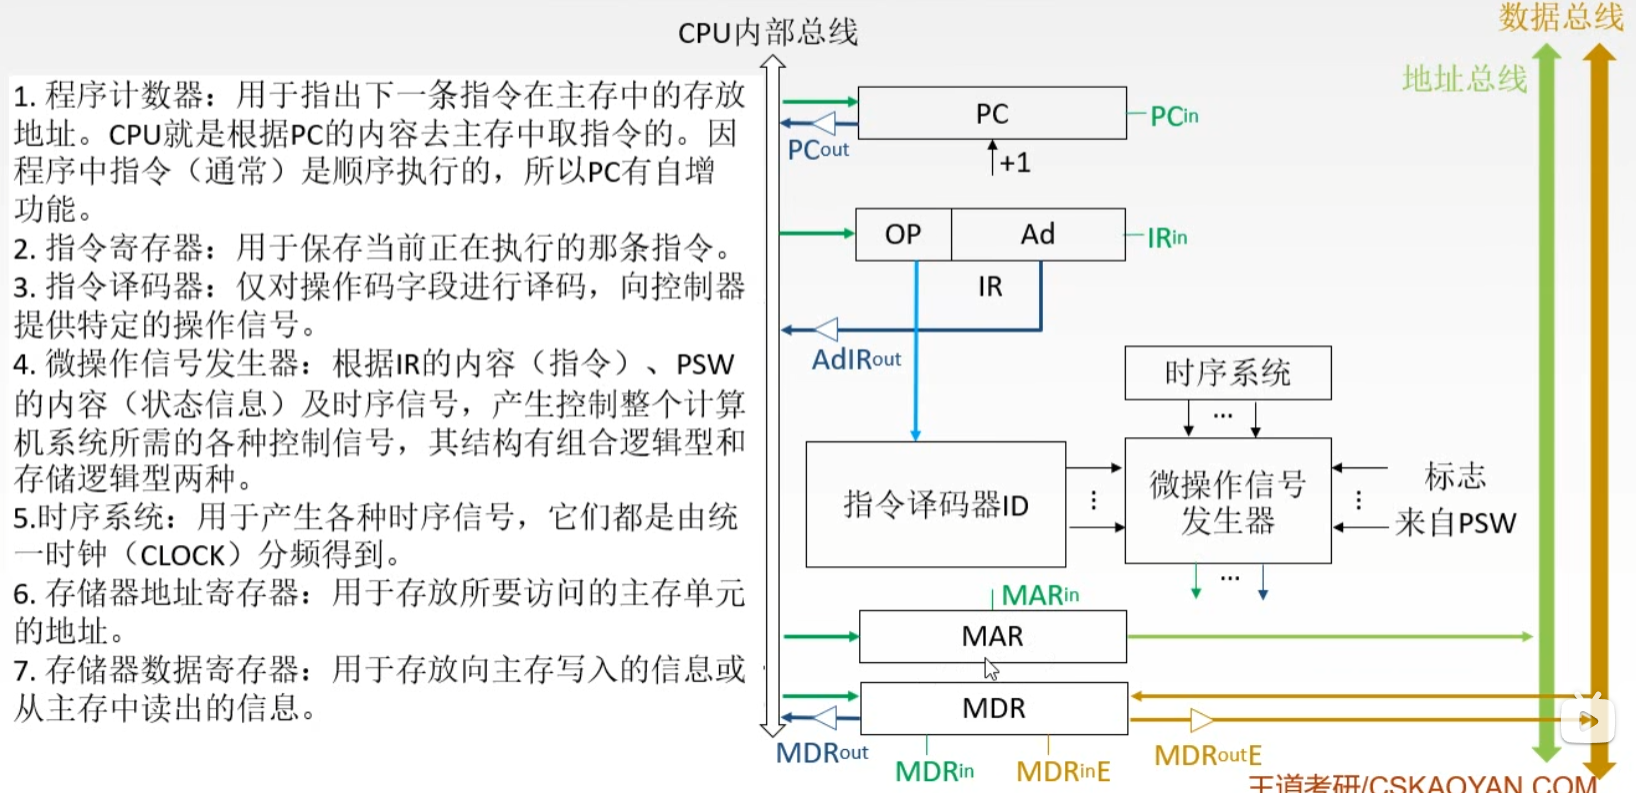 CPU内部总线
数据总线
地址总线
1. 程序计数器：用于指出下一条指令在主存中的存放
地址。CPU就是根据PC的内容去主存中取指令的。因
程序中指令（通常）是顺序执行的，所以PC有自增
功能。
2. 指令寄存器：用于保存当前正在执行的那条指令。
3. 指令译码器：仅对操作码字段进行译码，向控制器
提供特定的操作信号。
4. 微操作信号发生器：根据IR的内容（指令）、PSW
的内容（状态信息）及时序信号，产生控制整个计算
机系统所需的各种控制信号，其结构有组合逻辑型和
存储逻辑型两种。
5.时序系统：用于产生各种时序信号，它们都是由统
一时钟（CLOCK）分频得到。
6. 存储器地址寄存器：用于存放所要访问的主存单元
的地址。
7. 存储器数据寄存器：用于存放向主存写入的信息或
从主存中读出的信息。
PC
PCin
PCout
+1
OP
Ad
IRin
IR
AdIRout
时序系统
...
指令译码器ID
...
微操作信号
发生器
...
标志
来自PSW
...
MARin
MAR
MDR
MDRout
MDRin
MDRinE
MDRoutE
王道考研/CSKAOYAN.COM